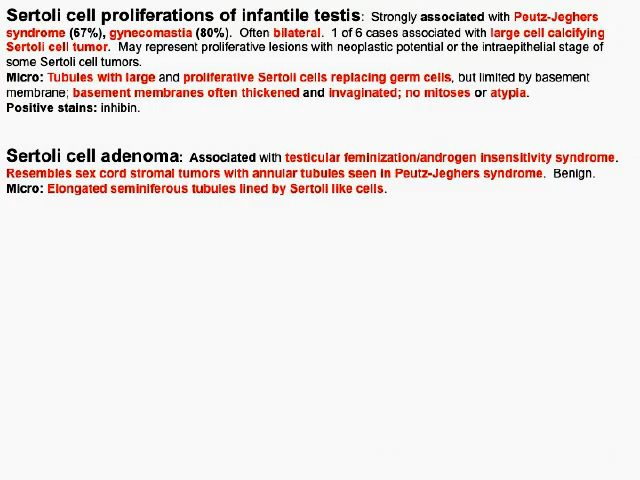 Sertoli cell proliferations of infantile testis:  Strongly associated with Peutz-Jeghers
syndrome (67%), gynecomastia (80%).  Often bilateral.  1 of 6 cases associated with large cell calcifying
Sertoli cell tumor.  May represent proliferative lesions with neoplastic potential or the intraepithelial stage of
some Sertoli cell tumors.
Micro: Tubules with large and proliferative Sertoli cells replacing germ cells, but limited by basement
membrane; basement membranes often thickened and invaginated; no mitoses or atypia.
Positive stains: inhibin.
Sertoli cell adenoma:  Associated with testicular feminization/androgen insensitivity syndrome.
Resembles sex cord stromal tumors with annular tubules seen in Peutz-Jeghers syndrome.  Benign.
Micro: Elongated seminiferous tubules lined by Sertoli like cells.